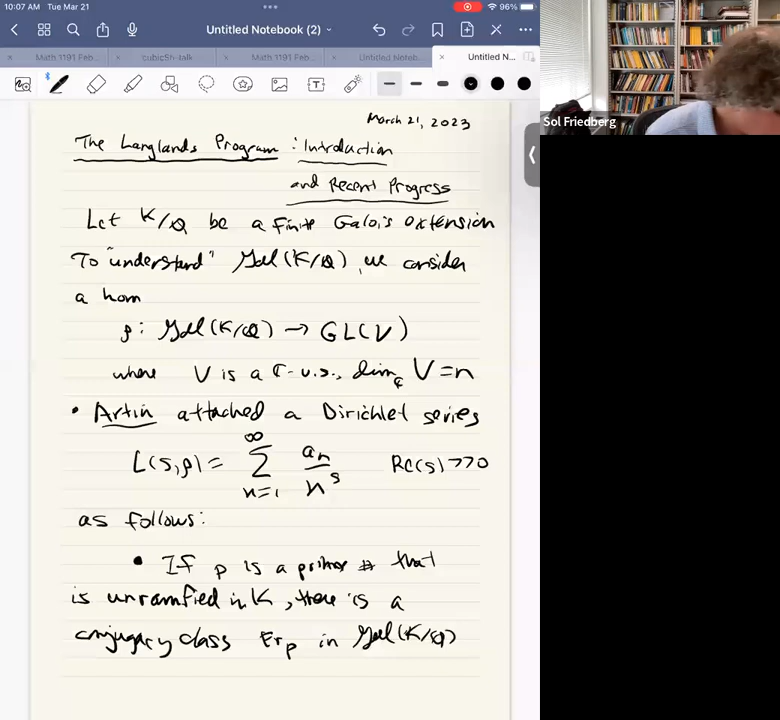 10:07 AM Tue Mar 21
96%
Untitled Notebook (2)
Math 1191 Feb...
cubic5h-talk
Math 1191 Feb...
Untitled Noteb...
Untitled N...
Sol Friedberg
March 21, 2023
The Langlands Program : Introduction
and Recent Progress
Let K/Q be a finite Galois extension
To "understand" Gal(K/Q), we consider
a hom
ρ: Gal(K/Q) → GL(V)
where V is a ℂ-v.s., dim_ℂ V = n
• Artin attached a Dirichlet series
L(s,ρ) = ∑_{n=1}^{∞} a_n/n^s Re(s)>>0
as follows:
• If p is a prime # that
is unramified in K, there is a
conjugacy class Fr_p in Gal(K/Q)